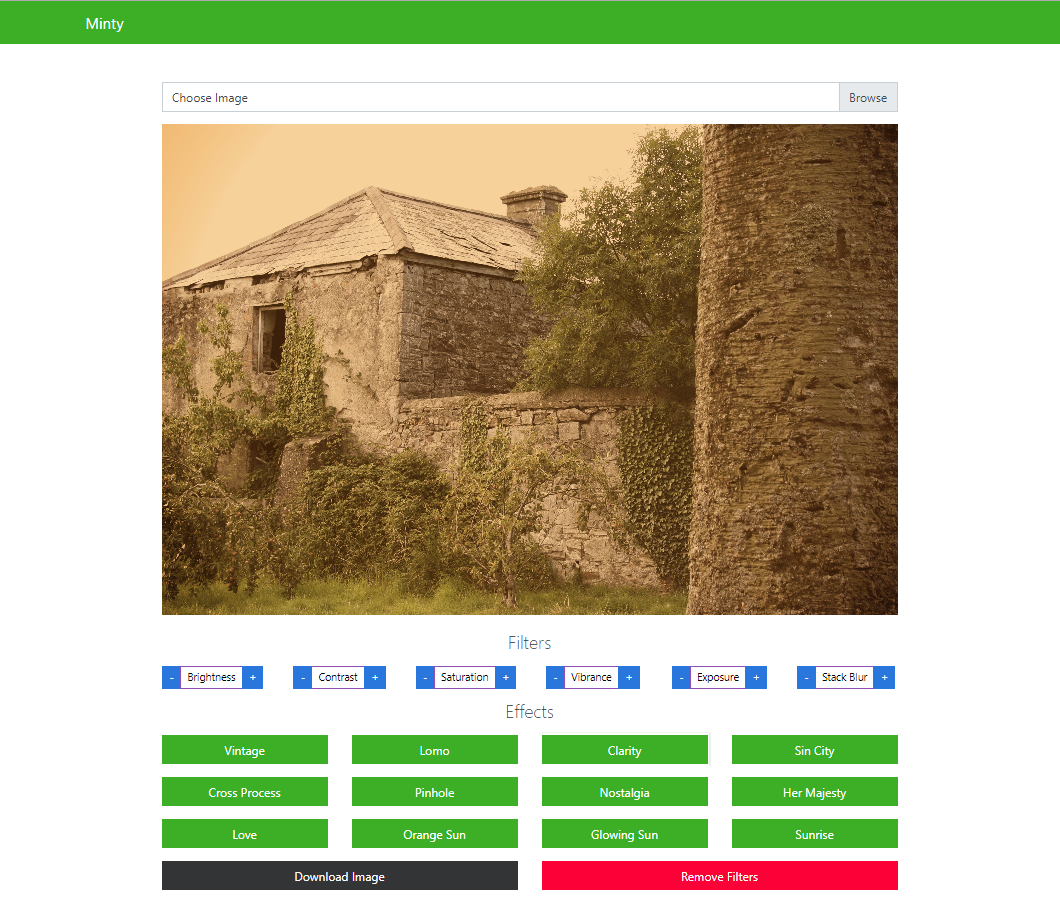 Minty
Choose Image Browse
Filters
- Brightness + - Contrast + - Saturation + - Vibrance + - Exposure + - Stack Blur +
Effects
Vintage Lomo Clarity Sin City
Cross Process Pinhole Nostalgia Her Majesty
Love Orange Sun Glowing Sun Sunrise
Download Image Remove Filters